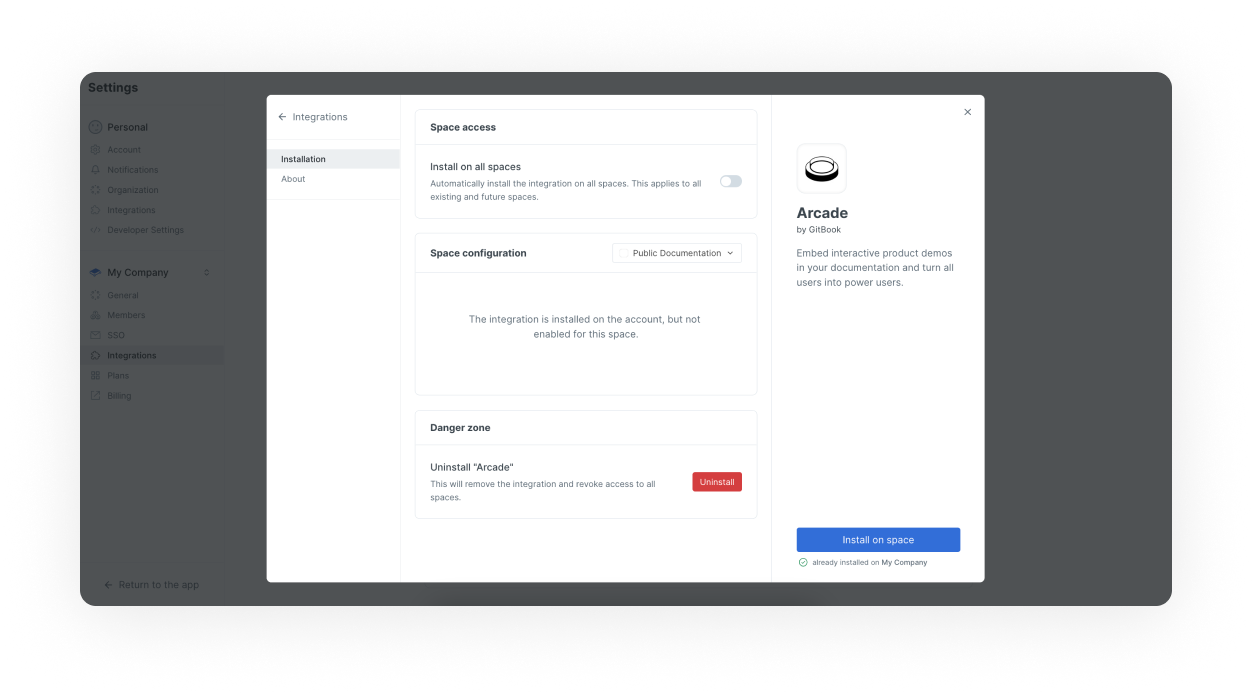 Settings
Personal
Account
Notifications
Organization
Integrations
Developer Settings
My Company
General
Members
SSO
Integrations
Plans
Billing
Return to the app
Integrations
Installation
About
Space access
Install on all spaces
Automatically install the integration on all spaces. This applies to all
existing and future spaces.
Space configuration
Public Documentation
The integration is installed on the account, but not
enabled for this space.
Danger zone
Uninstall "Arcade"
This will remove the integration and revoke access to all
spaces.
Uninstall
Arcade
by GitBook
Embed interactive product demos
in your documentation and turn all
users into power users.
Install on space
already installed on My Company